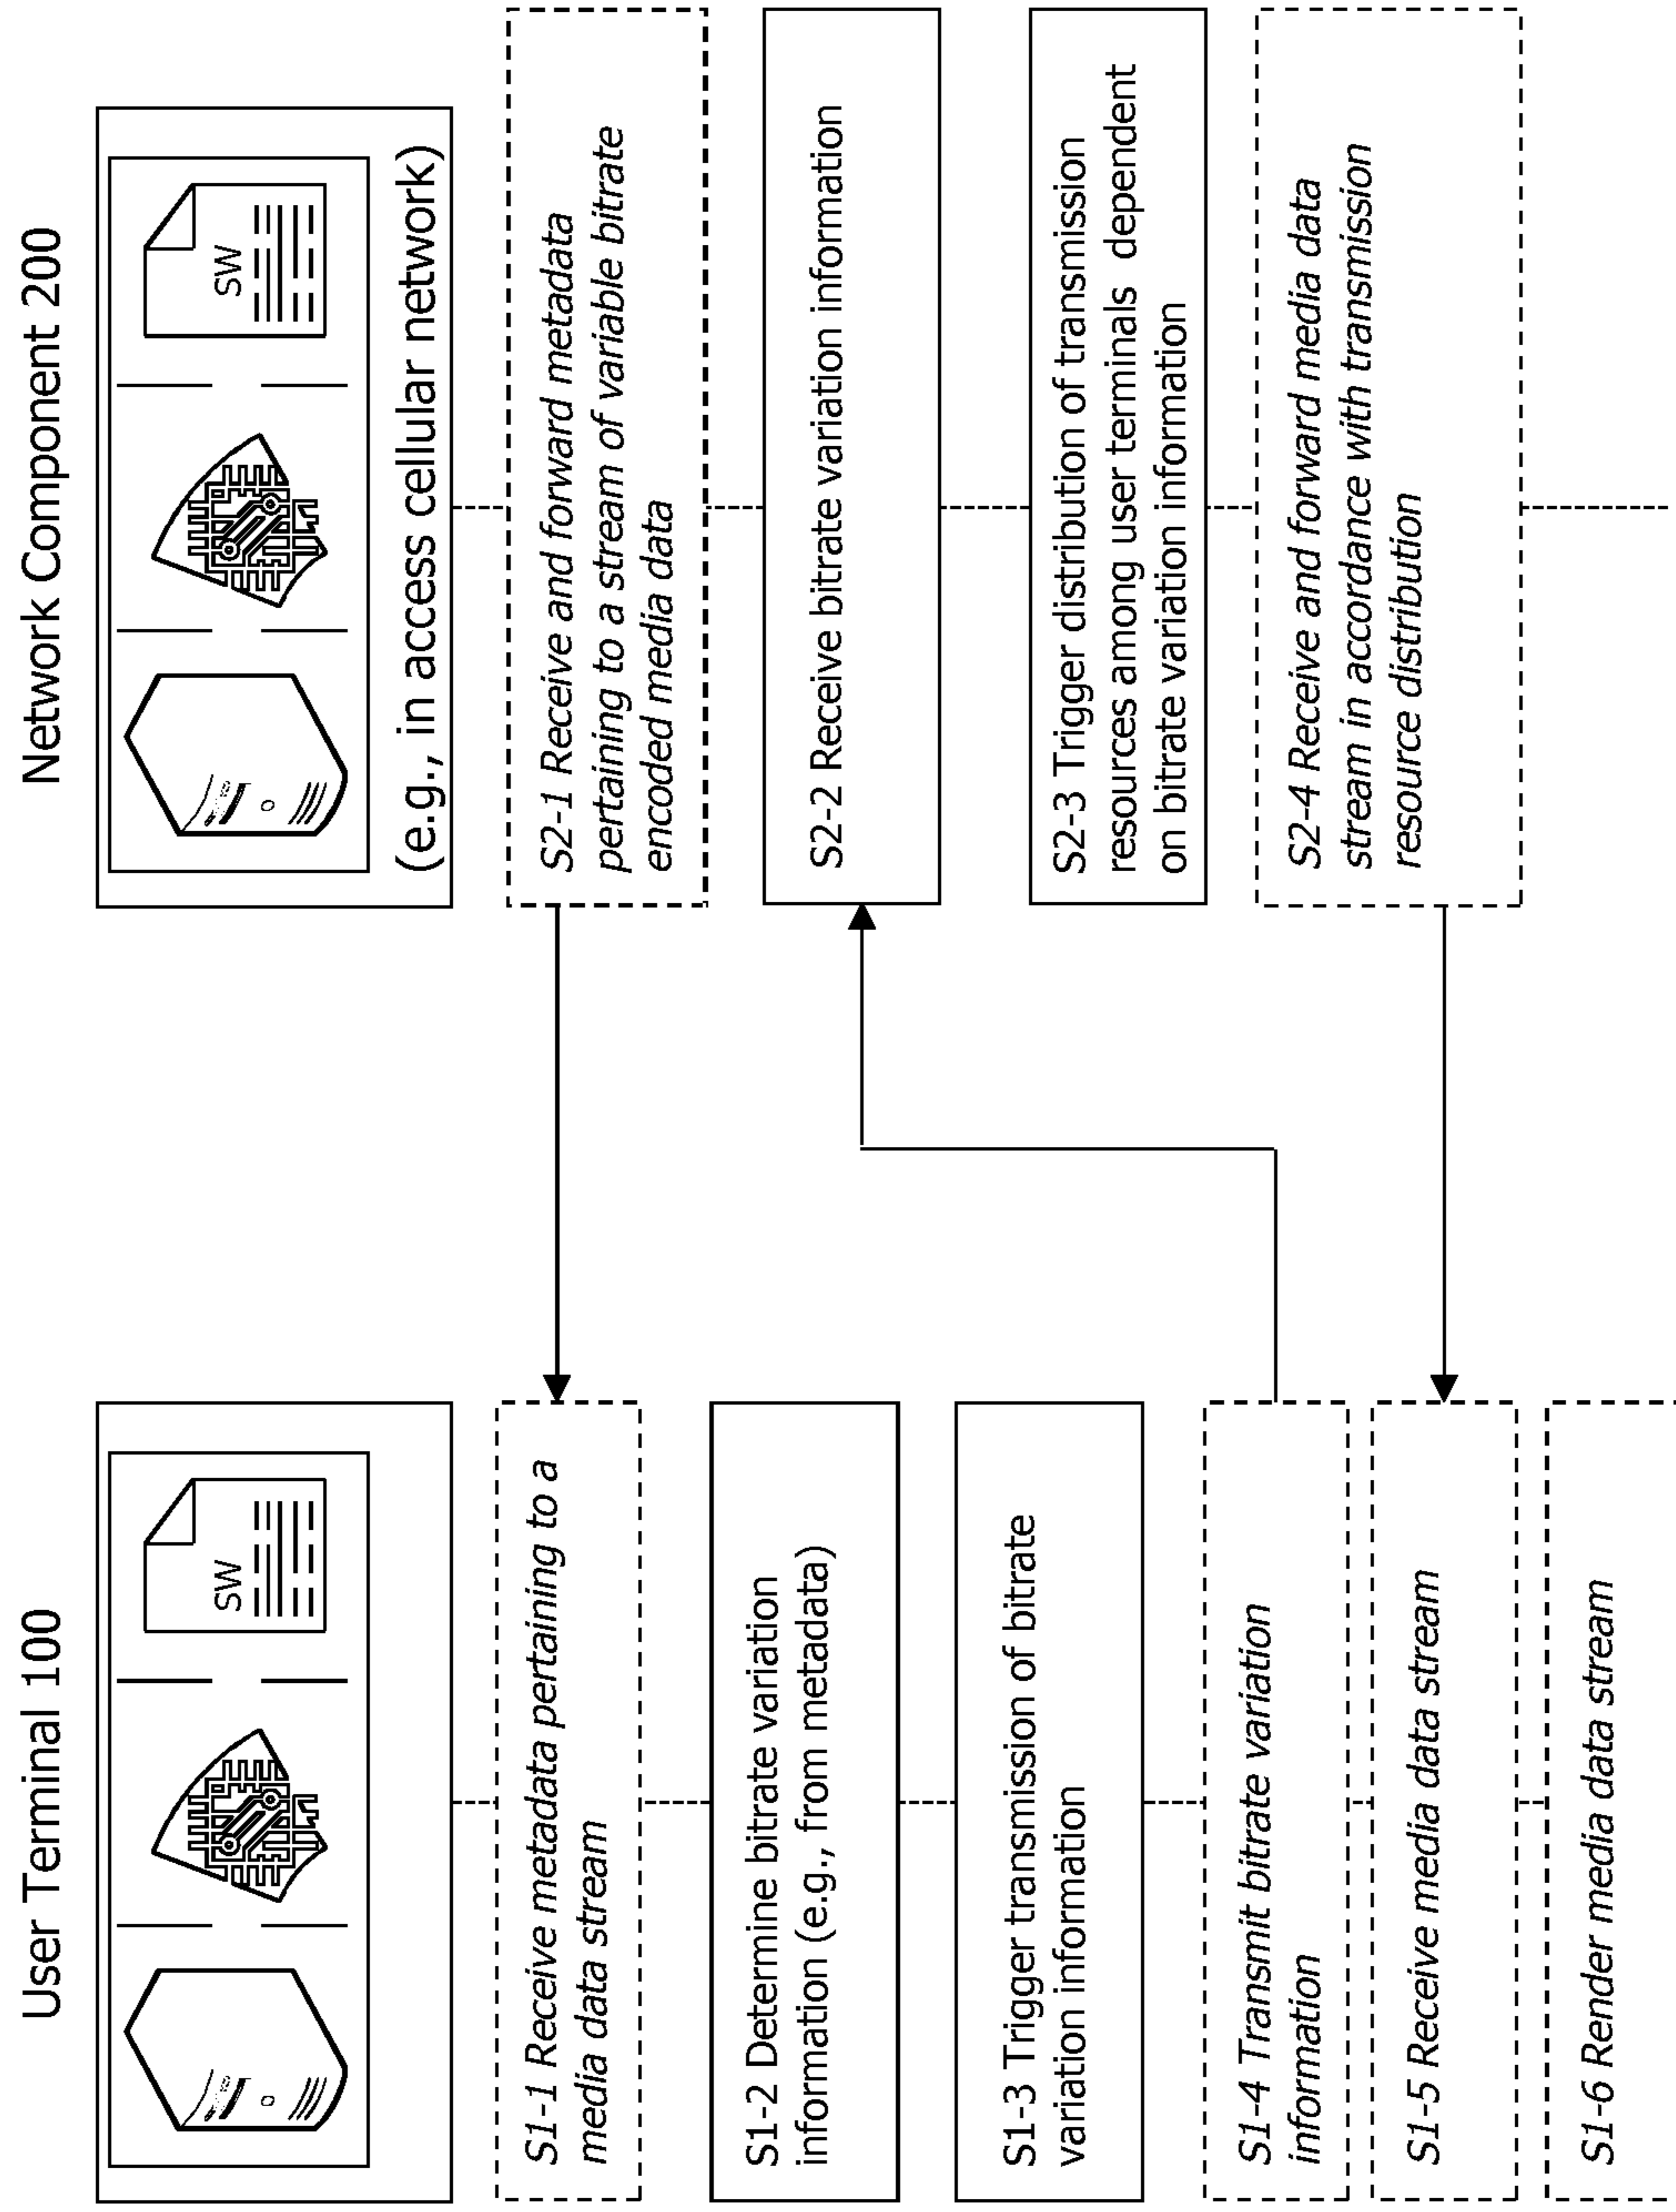 User Terminal 100
SW
S1-1 Receive metadata pertaining to a
media data stream
S1-2 Determine bitrate variation
information (e.g., from metadata)
S1-3 Trigger transmission of bitrate
variation information
S1-4 Transmit bitrate variation
information
S1-5 Receive media data stream
S1-6 Render media data stream
Network Component 200
SW
(e.g., in access cellular network)
S2-1 Receive and forward metadata
pertaining to a stream of variable bitrate
encoded media data
S2-2 Receive bitrate variation information
S2-3 Trigger distribution of transmission
resources among user terminals dependent
on bitrate variation information
S2-4 Receive and forward media data
stream in accordance with transmission
resource distribution